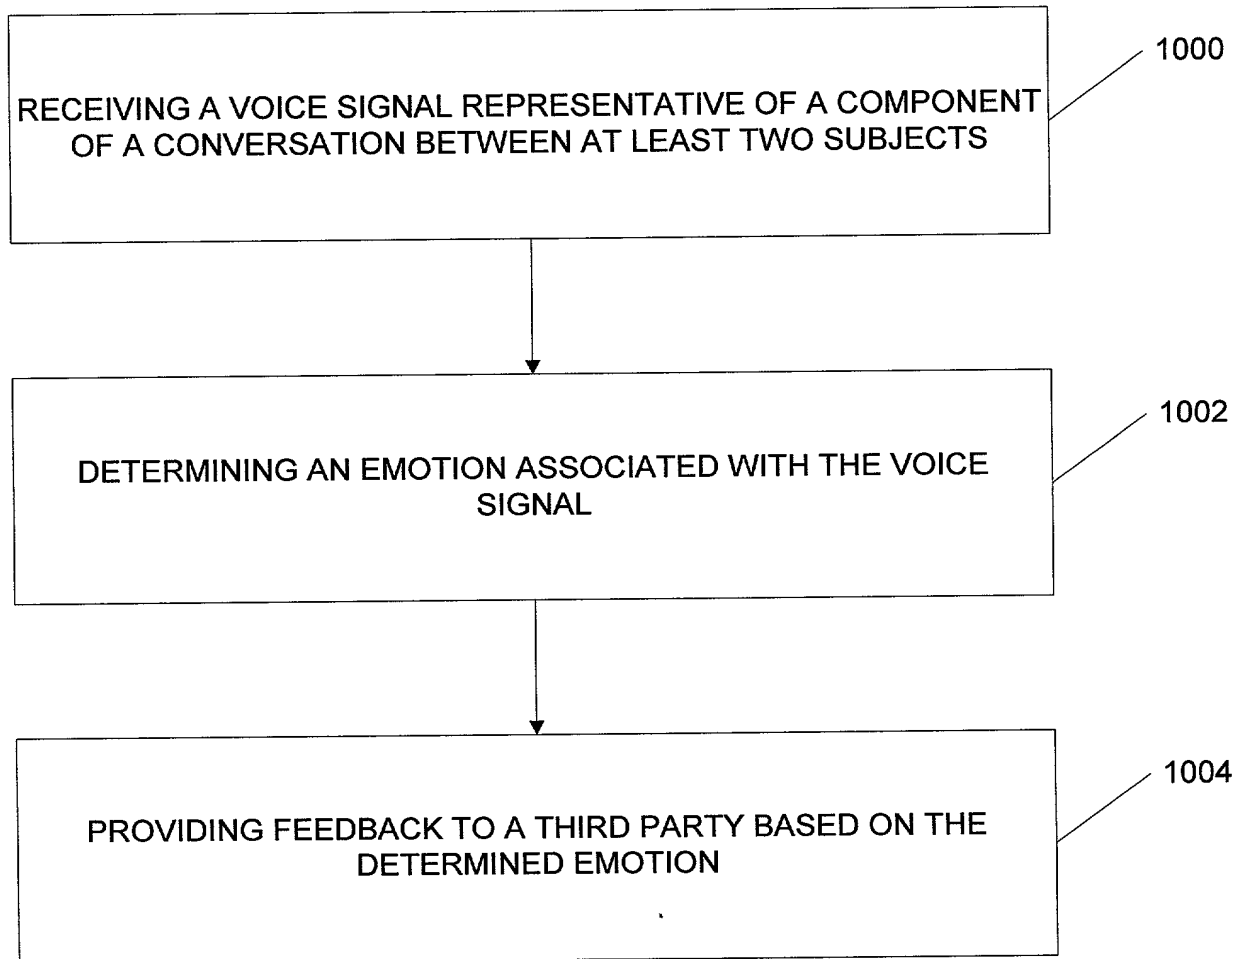 1000
RECEIVING A VOICE SIGNAL REPRESENTATIVE OF A COMPONENT
OF A CONVERSATION BETWEEN AT LEAST TWO SUBJECTS
1002
DETERMINING AN EMOTION ASSOCIATED WITH THE VOICE
SIGNAL
1004
PROVIDING FEEDBACK TO A THIRD PARTY BASED ON THE
DETERMINED EMOTION